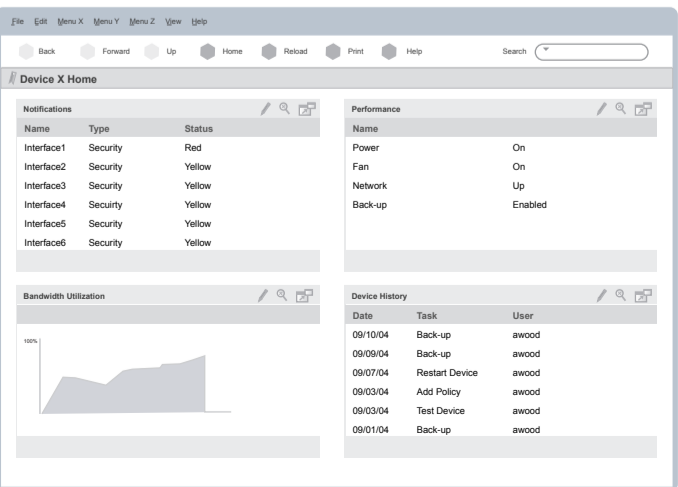 File Edit Menu X Menu Y Menu Z View Help
Back Forward Up Home Reload Print Help Search
Device X Home
Notifications
Name Type Status
Interface1 Security Red
Interface2 Security Yellow
Interface3 Security Yellow
Interface4 Secuirty Yellow
Interface5 Security Yellow
Interface6 Security Yellow
Performance
Name
Power On
Fan On
Network Up
Back-up Enabled
Bandwidth Utilization
100%
Device History
Date Task User
09/10/04 Back-up awood
09/09/04 Back-up awood
09/07/04 Restart Device awood
09/03/04 Add Policy awood
09/03/04 Test Device awood
09/01/04 Back-up awood